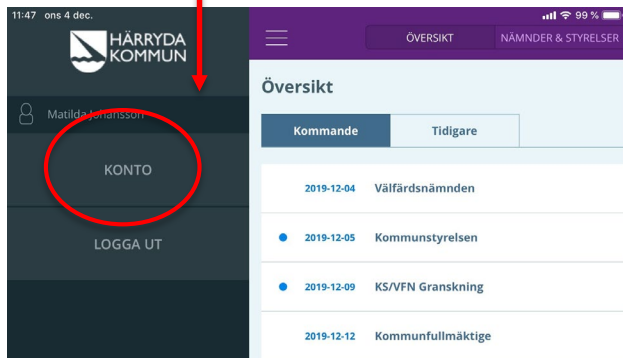 11:47 ons 4 dec.
99 %
HÄRRYDA
KOMMUN
ÖVERSIKT
NÄMNDER & STYRELSER
Översikt
Matilda Johansson
Kommande
Tidigare
KONTO
2019-12-04 Välfärdsnämnden
LOGGA UT
2019-12-05 Kommunstyrelsen
2019-12-09 KS/VFN Granskning
2019-12-12 Kommunfullmäktige